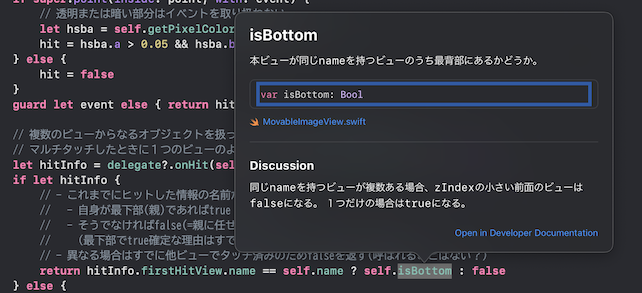 if super.point(inside: point, with: event) {
// 透明または暗い部分はイベントを取り
let hsba = self.getPixelColo
hit = hsba.a > 0.05 && hsba.b
} else {
hit = false
}
guard let event else { return hi
// 複数のビューからなるオブジェクトを扱っ
// マルチタッチしたときに１つのビューのよ
let hitInfo = delegate?.onHit(sel
if let hitInfo {
// - これまでにヒットした情報の名前が
//   - 自身が最下部(親)であればtrue
//   - そうでなければfalse(=親に任せ
//     (最下部でtrue確定な理由はすで
// - 異なる場合はすでに他ビューでタッチ済みのためfalseを返す(呼ばれることはない？)
return hitInfo.firstHitView.name == self.name ? self.isBottom : false
} else {
isBottom
本ビューが同じnameを持つビューのうち最背部にあるかどうか。
var isBottom: Bool
MovableImageView.swift
Discussion
同じnameを持つビューが複数ある場合、zIndexの小さい前面のビューは
falseになる。１つだけの場合はtrueになる。
Open in Developer Documentation